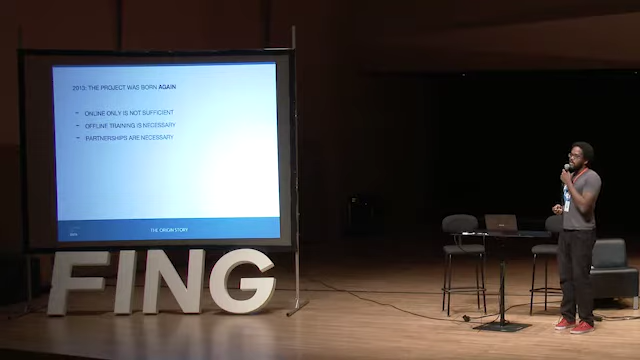 2013: THE PROJECT WAS BORN AGAIN
- ONLINE ONLY IS NOT SUFFICIENT
- OFFLINE TRAINING IS NECESSARY
- PARTNERSHIPS ARE NECESSARY
THE ORIGIN STORY
FING